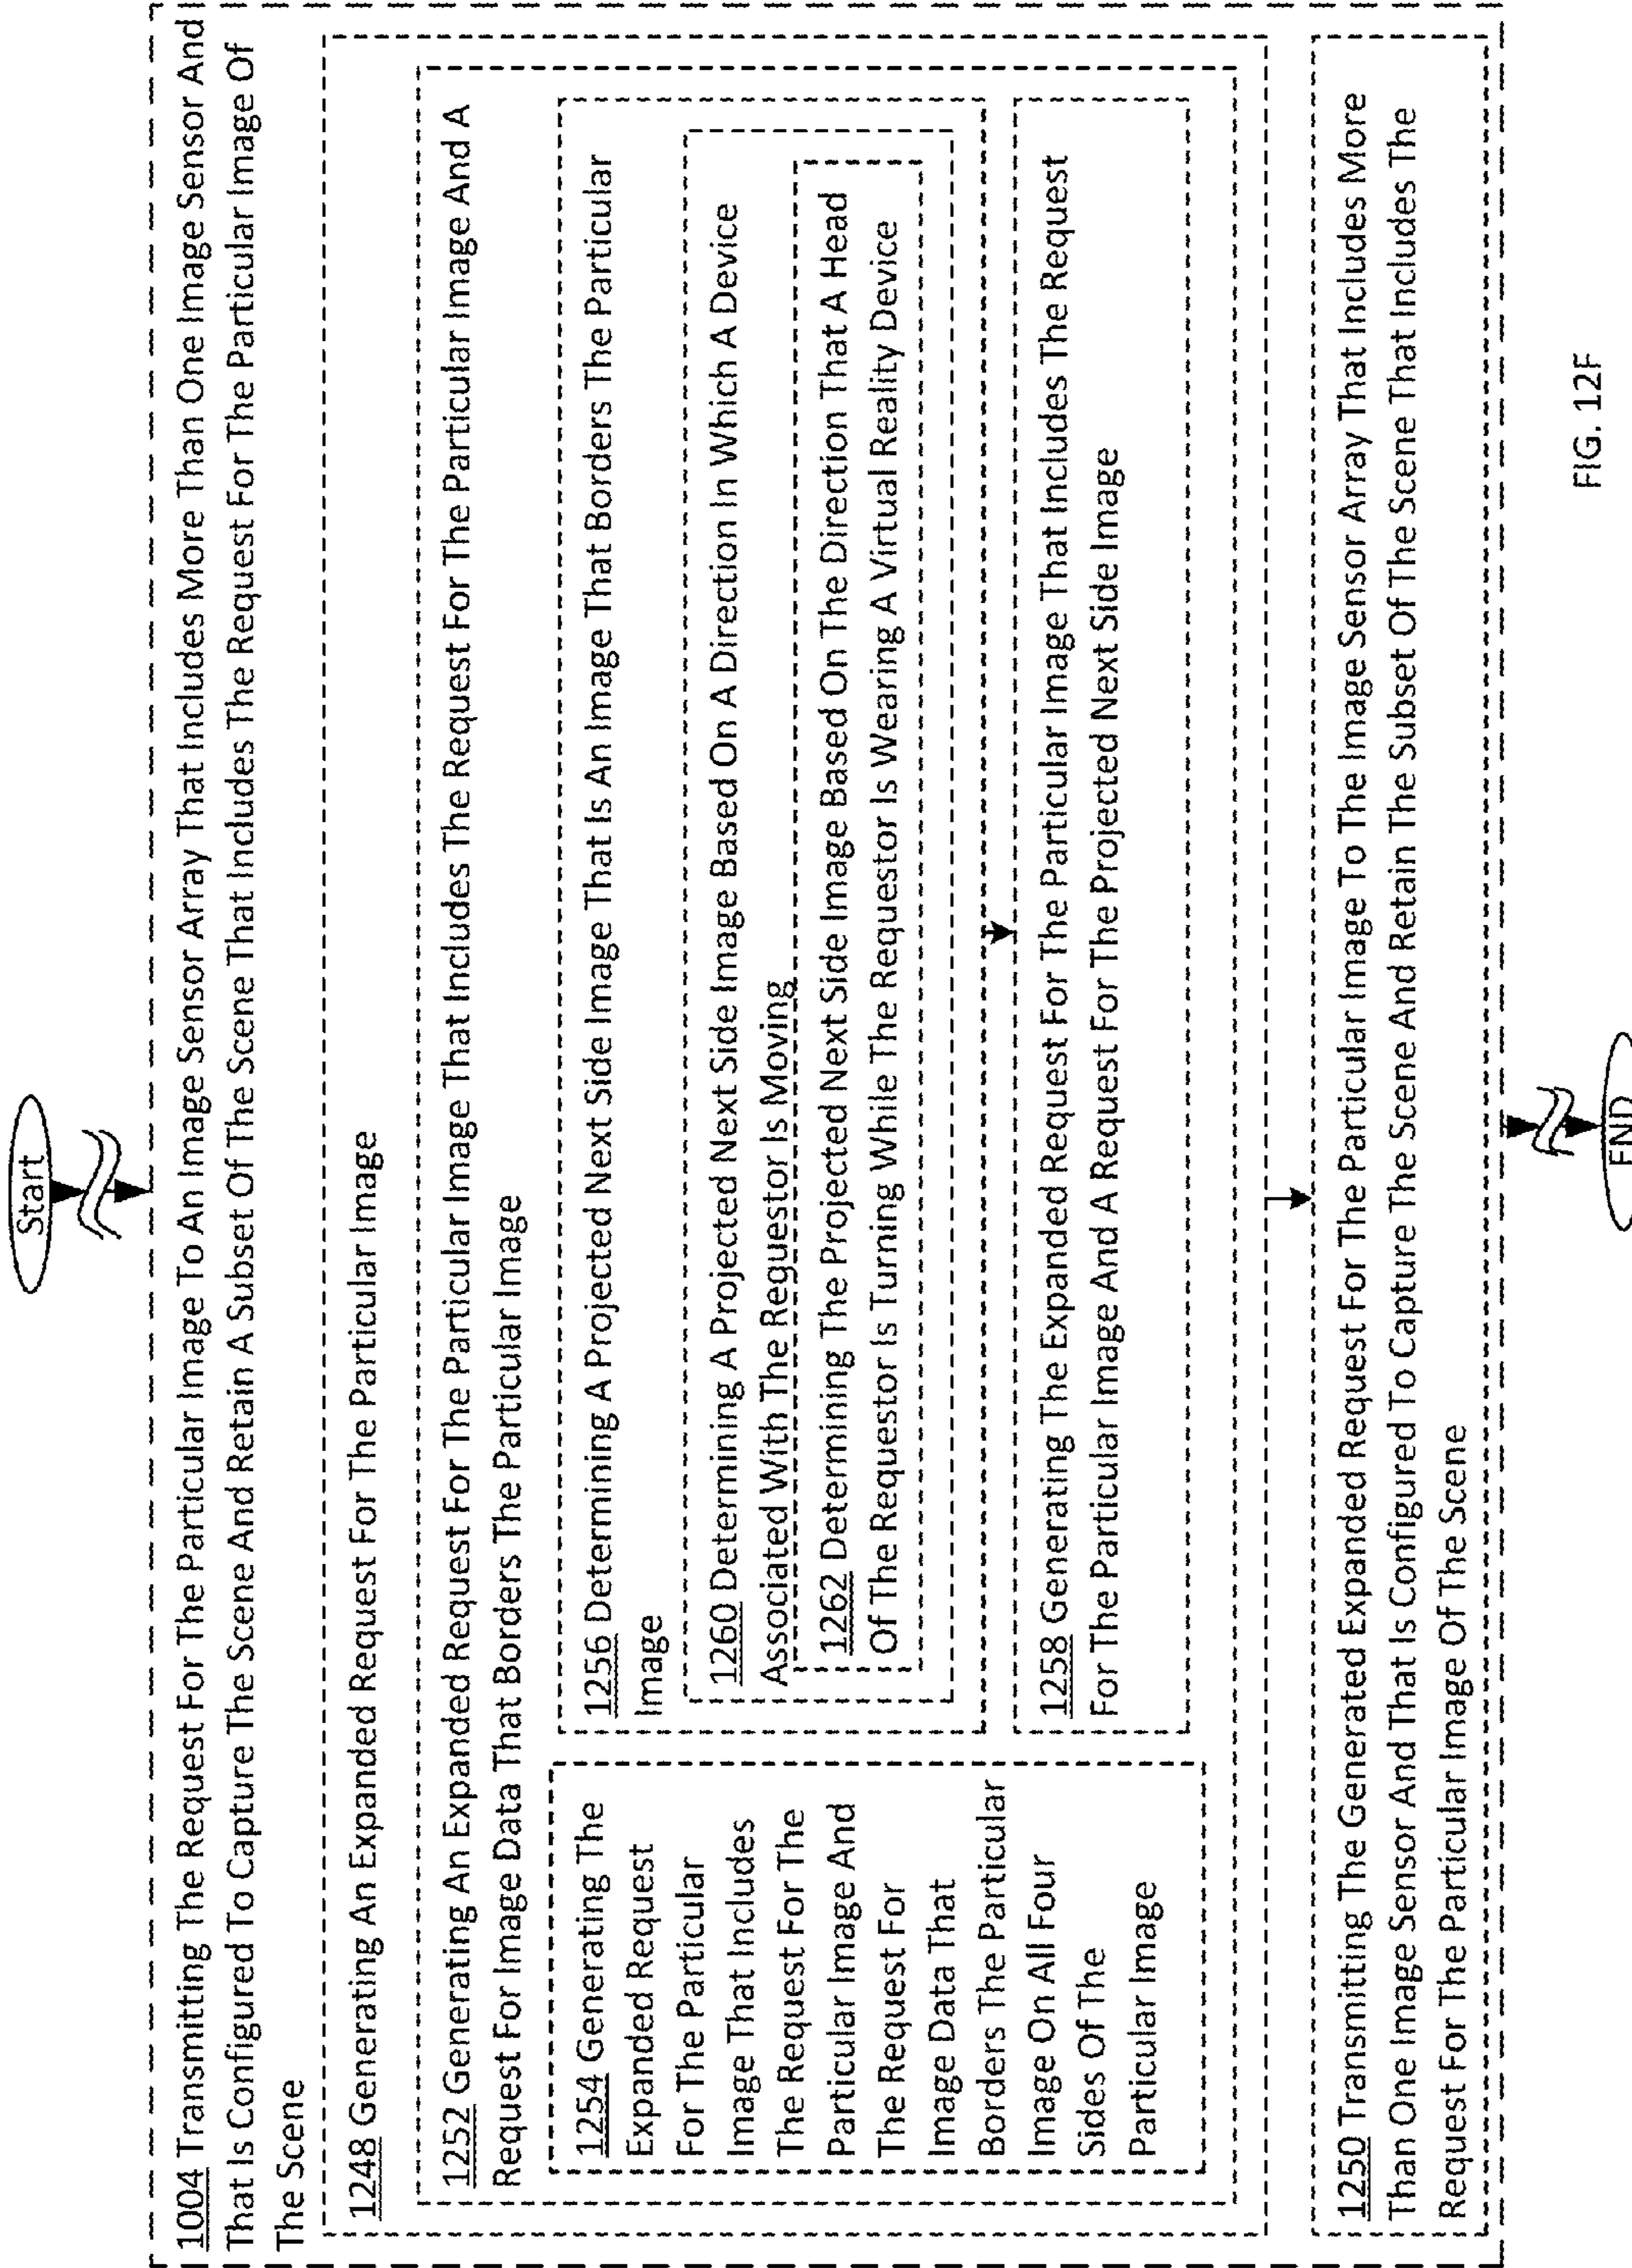 Start
1004 Transmitting The Request For The Particular Image To An Image Sensor Array That Includes More Than One Image Sensor And
That Is Configured To Capture The Scene And Retain A Subset Of The Scene That Includes The Request For The Particular Image Of
The Scene
1248 Generating An Expanded Request For The Particular Image
1252 Generating An Expanded Request For The Particular Image That Includes The Request For The Particular Image And A
Request For Image Data That Borders The Particular Image
1254 Generating The
Expanded Request
For The Particular
Image That Includes
The Request For The
Particular Image And
The Request For
Image Data That
Borders The Particular
Image On All Four
Sides Of The
Particular Image
1256 Determining A Projected Next Side Image That Is An Image That Borders The Particular
Image
1260 Determining A Projected Next Side Image Based On A Direction In Which A Device
Associated With The Requestor Is Moving
1262 Determining The Projected Next Side Image Based On The Direction That A Head
Of The Requestor Is Turning While The Requestor Is Wearing A Virtual Reality Device
1258 Generating The Expanded Request For The Particular Image That Includes The Request
For The Particular Image And A Request For The Projected Next Side Image
1250 Transmitting The Generated Expanded Request For The Particular Image To The Image Sensor Array That Includes More
Than One Image Sensor And That Is Configured To Capture The Scene And Retain The Subset Of The Scene That Includes The
Request For The Particular Image Of The Scene
END
FIG. 12F